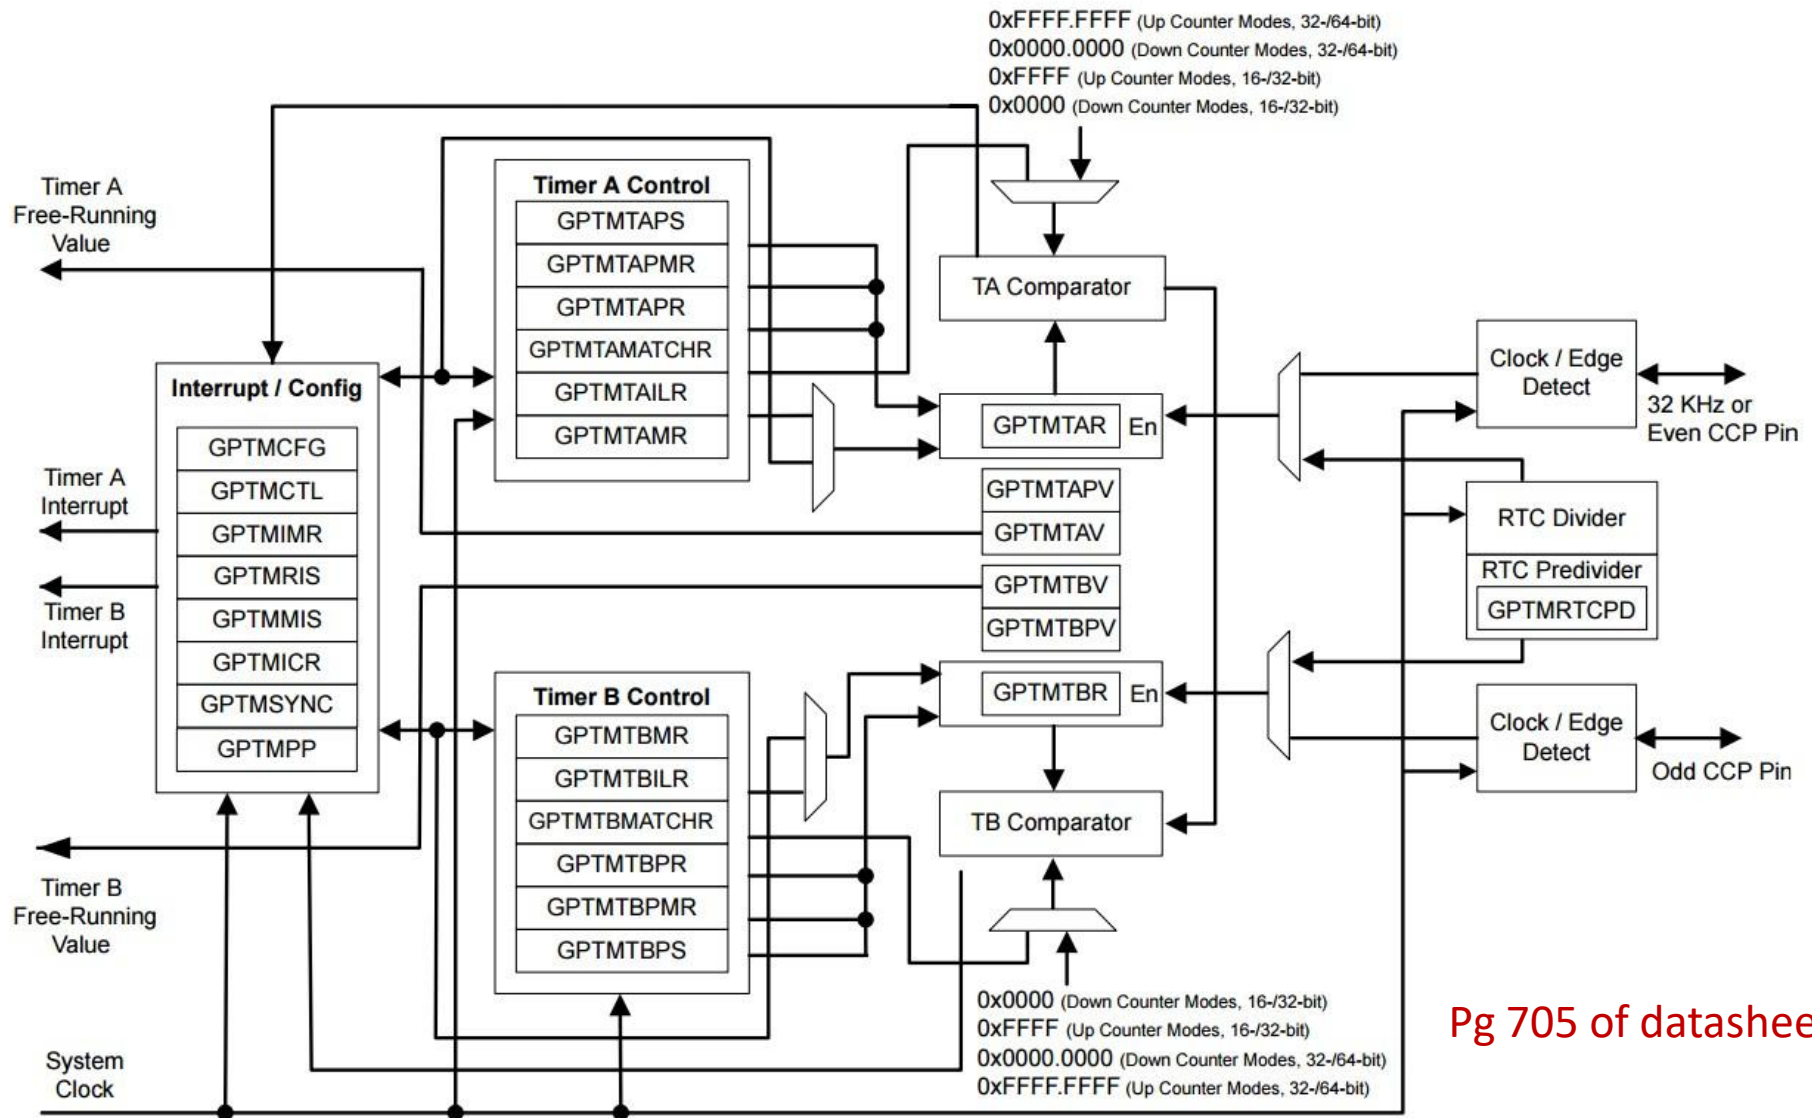 0xFFFF.FFFF (Up Counter Modes, 32-/64-bit)
0x0000.0000 (Down Counter Modes, 32-/64-bit)
0xFFFF (Up Counter Modes, 16-/32-bit)
0x0000 (Down Counter Modes, 16-/32-bit)
Timer A
Free-Running
Value
Timer A Control
GPTMTAPS
GPTMTAPMR
GPTMTAPR
GPTMTAMATCHR
GPTMTAILR
GPTMTAMR
TA Comparator
GPTMTAR
En
GPTMTAPV
GPTMTAV
GPTMTBV
GPTMTBPV
GPTMTBR
En
TB Comparator
Clock / Edge
Detect
32 KHz or
Even CCP Pin
RTC Divider
RTC Predivider
GPTMRTCPD
Clock / Edge
Detect
Odd CCP Pin
Interrupt / Config
GPTMCFG
GPTMCTL
GPTMIMR
GPTMRIS
GPTMMIS
GPTMICR
GPTMSYNC
GPTMPP
Timer A
Interrupt
Timer B
Interrupt
Timer B Control
GPTMTBMR
GPTMTBILR
GPTMTBMATCHR
GPTMTBPR
GPTMTBPMR
GPTMTBPS
Timer B
Free-Running
Value
0x0000 (Down Counter Modes, 16-/32-bit)
0xFFFF (Up Counter Modes, 16-/32-bit)
0x0000.0000 (Down Counter Modes, 32-/64-bit)
0xFFFF.FFFF (Up Counter Modes, 32-/64-bit)
System
Clock
Pg 705 of datashee